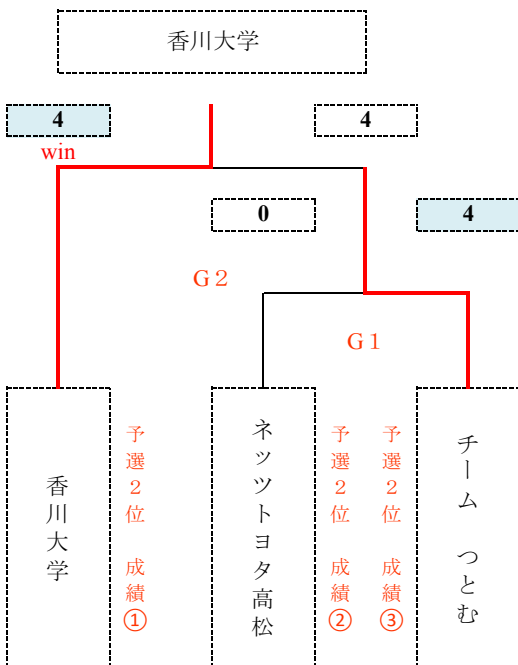 香川大学
4
4
win
0
4
G2
G1
香川大学
予選2位 成績①
ネッツトヨタ高松
予選2位 成績②
予選2位 成績③
チーム つとむ